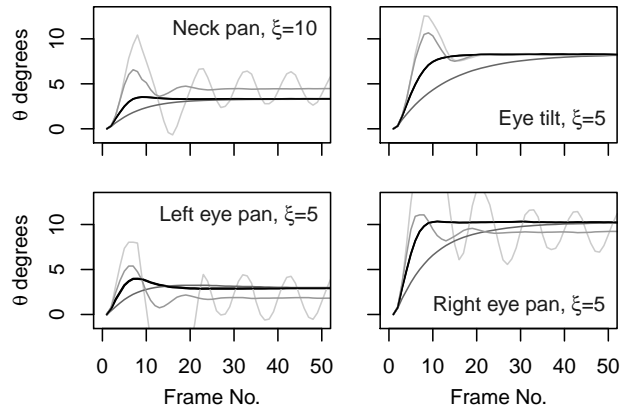 Neck pan, ξ=10
θ degrees
0
5
10
Eye tilt, ξ=5
Left eye pan, ξ=5
θ degrees
0
5
10
Right eye pan, ξ=5
0 10 20 30 40 50
0 10 20 30 40 50
Frame No.
Frame No.